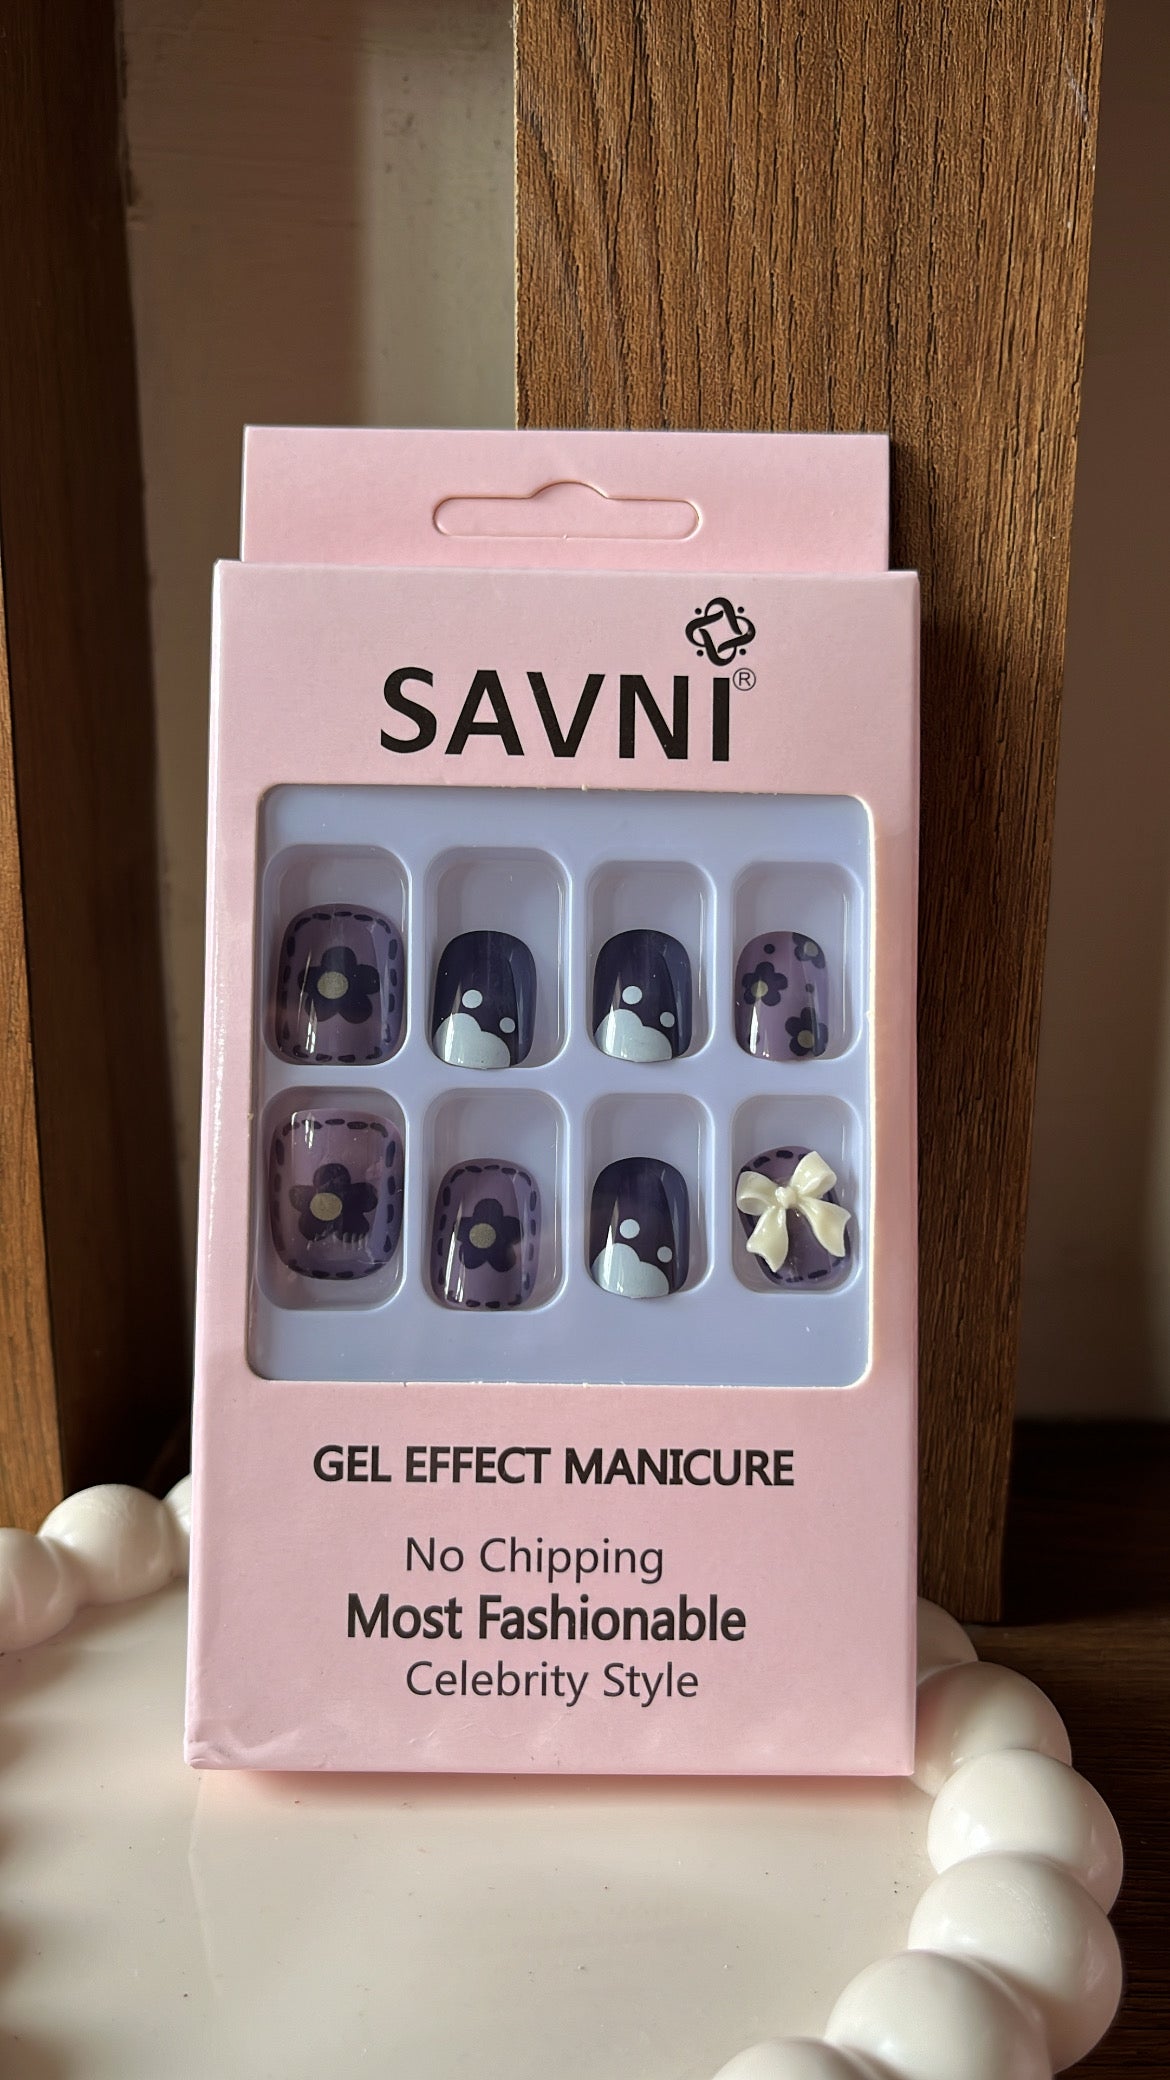 SAVNI®
GEL EFFECT MANICURE
No Chipping
Most Fashionable
Celebrity Style